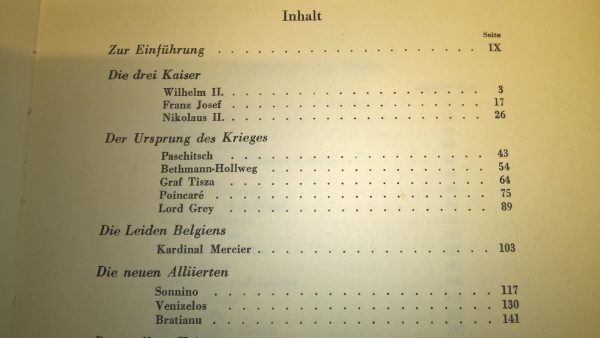 Inhalt
Seite
Zur Einführung . . . . . . . . . . . . . . . . . IX
Die drei Kaiser
Wilhelm II. . . . . . . . . . . . . . . . . . 3
Franz Josef . . . . . . . . . . . . . . . . . 17
Nikolaus II. . . . . . . . . . . . . . . . . . 26
Der Ursprung des Krieges
Paschitsch . . . . . . . . . . . . . . . . . 43
Bethmann-Hollweg . . . . . . . . . . . . . . . 54
Graf Tisza . . . . . . . . . . . . . . . . . 64
Poincaré . . . . . . . . . . . . . . . . . . 75
Lord Grey . . . . . . . . . . . . . . . . . . 89
Die Leiden Belgiens
Kardinal Mercier . . . . . . . . . . . . . . . 103
Die neuen Alliierten
Sonnino . . . . . . . . . . . . . . . . . . 117
Venizelos . . . . . . . . . . . . . . . . . . 130
Bratianu . . . . . . . . . . . . . . . . . . 141